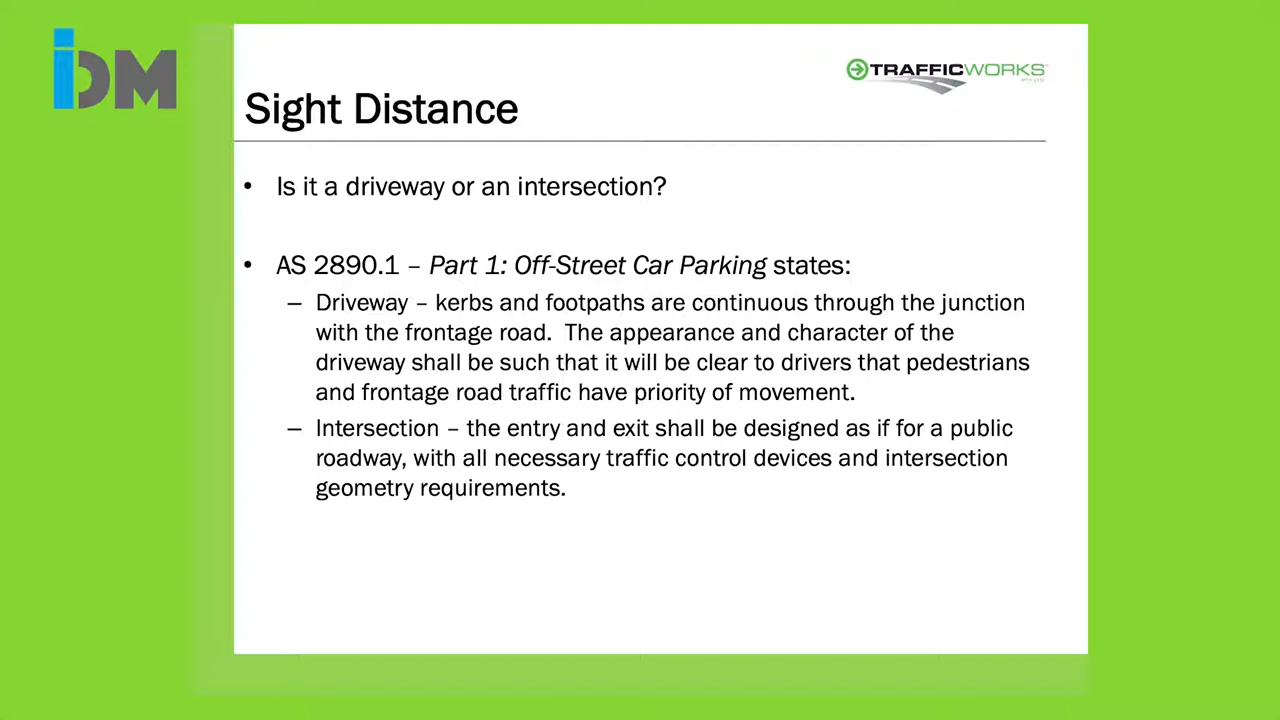 iDM
TRAFFICWORKS
PTY LTD
Sight Distance
• Is it a driveway or an intersection?
• AS 2890.1 – Part 1: Off-Street Car Parking states:
– Driveway – kerbs and footpaths are continuous through the junction
with the frontage road. The appearance and character of the
driveway shall be such that it will be clear to drivers that pedestrians
and frontage road traffic have priority of movement.
– Intersection – the entry and exit shall be designed as if for a public
roadway, with all necessary traffic control devices and intersection
geometry requirements.